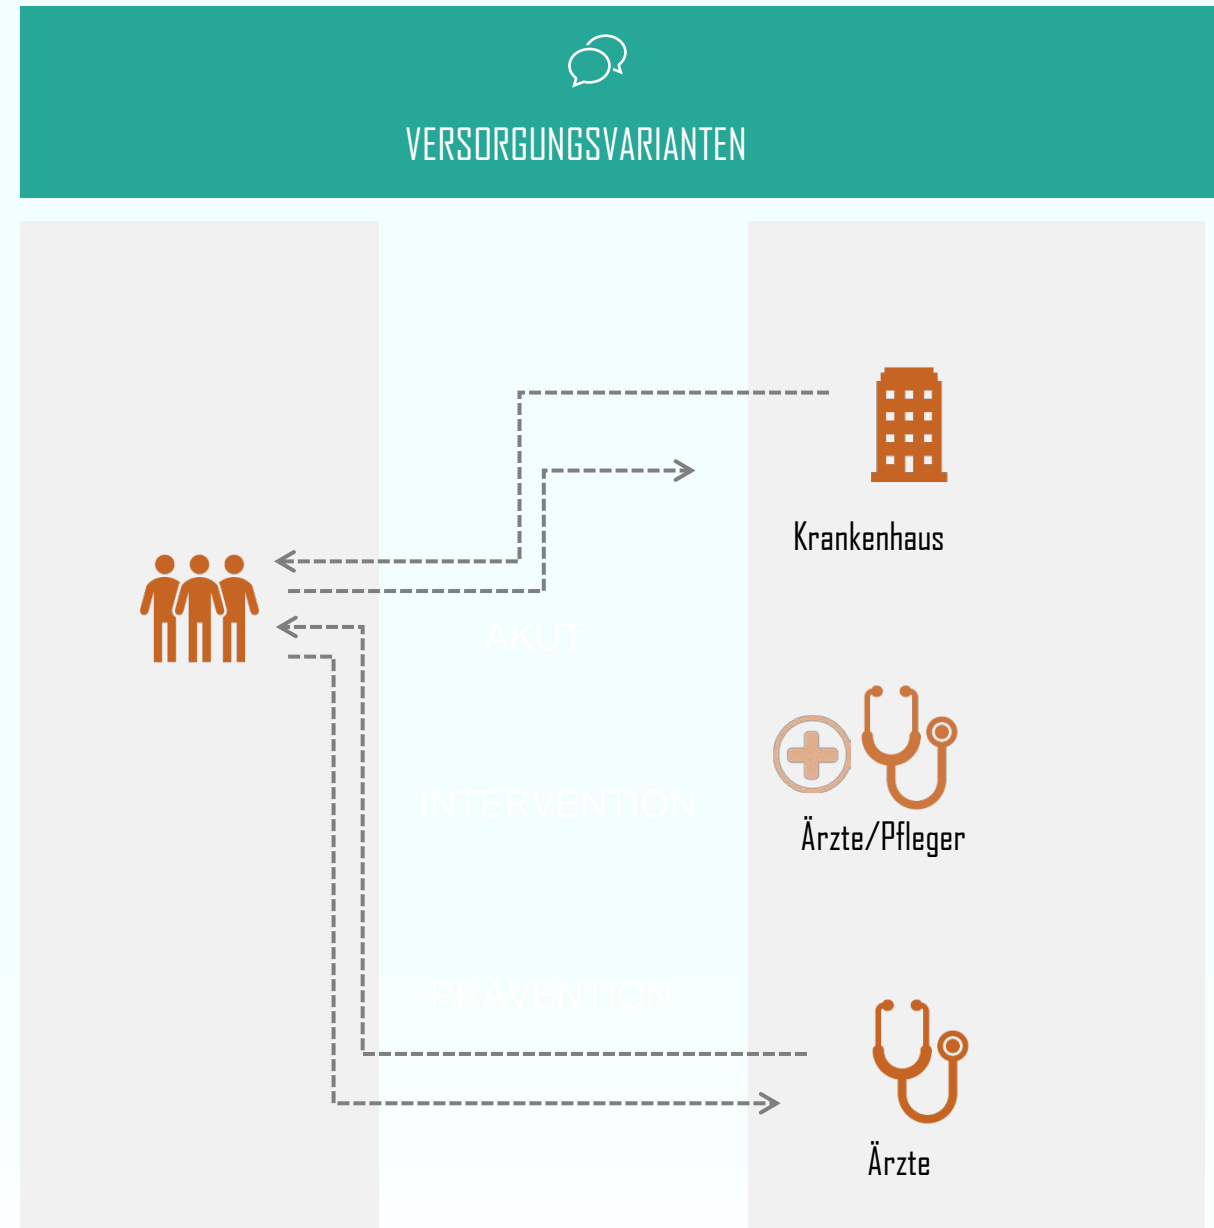 VERSORGUNGSVARIANTEN
Krankenhaus
AKUT
INTERVENTION
Ärzte/Pfleger
PRÄVENTION
Ärzte